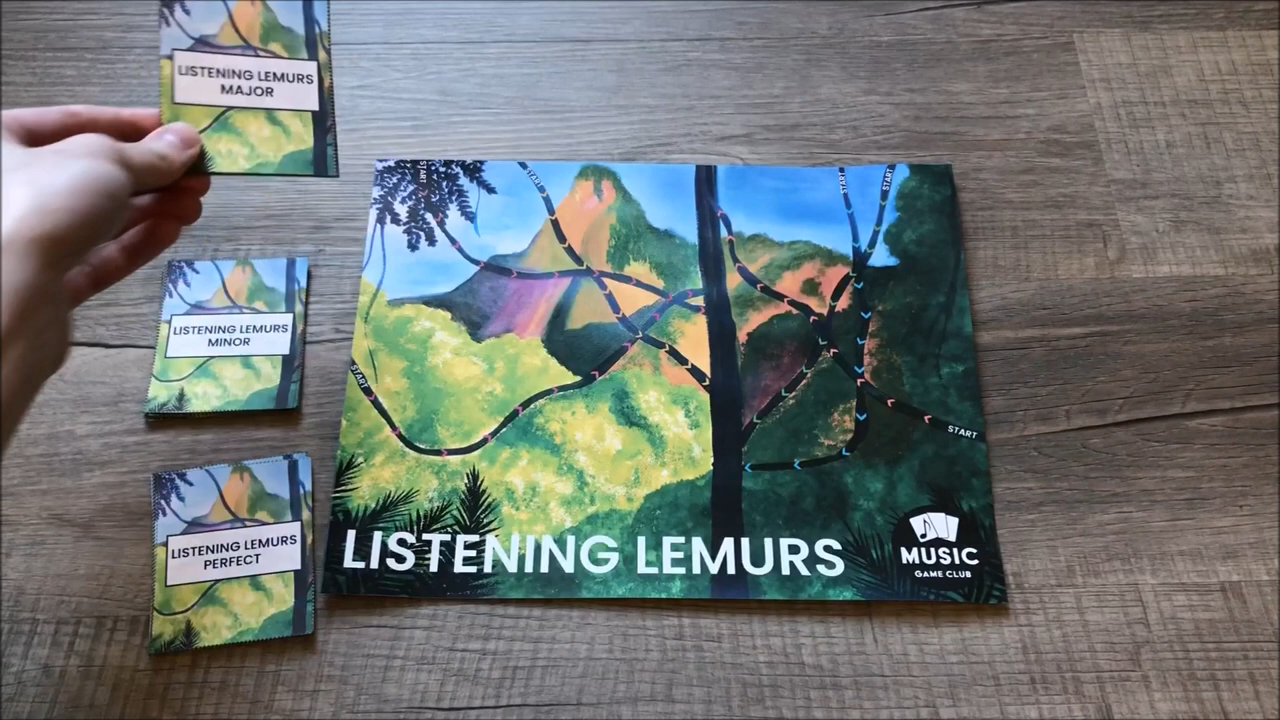 LISTENING LEMURS
MAJOR
LISTENING LEMURS
MINOR
LISTENING LEMURS
PERFECT
START
START
START
START
START
START
LISTENING LEMURS
MUSIC
GAME CLUB